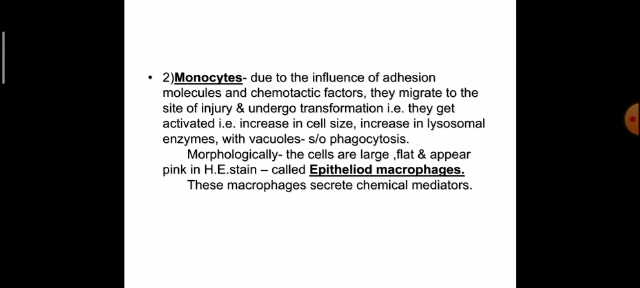 • 2)Monocytes- due to the influence of adhesion
molecules and chemotactic factors, they migrate to the
site of injury & undergo transformation i.e. they get
activated i.e. increase in cell size, increase in lysosomal
enzymes, with vacuoles- s/o phagocytosis.
Morphologically- the cells are large ,flat & appear
pink in H.E.stain – called Epitheliod macrophages.
These macrophages secrete chemical mediators.